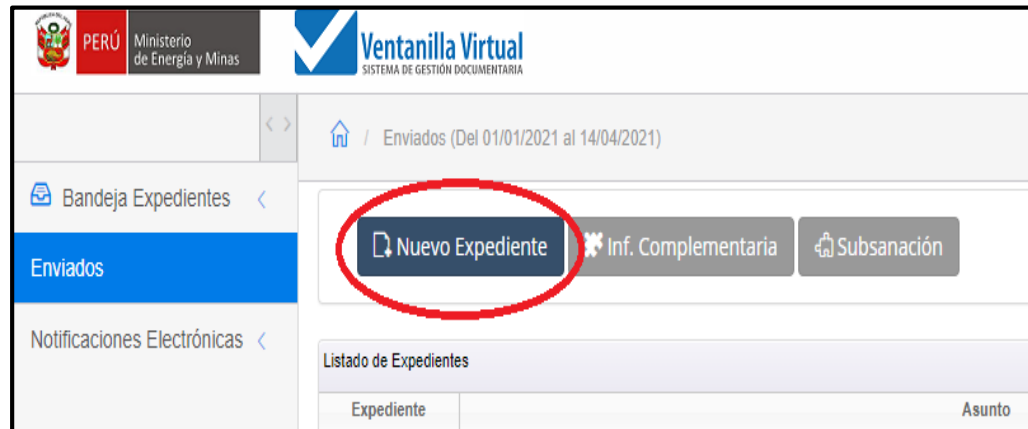 PERÚ
Ministerio
de Energía y Minas
Ventanilla Virtual
SISTEMA DE GESTIÓN DOCUMENTARIA
/ Enviados (Del 01/01/2021 al 14/04/2021)
Bandeja Expedientes
Enviados
Notificaciones Electrónicas
Nuevo Expediente
Inf. Complementaria
Subsanación
Listado de Expedientes
Expediente
Asunto